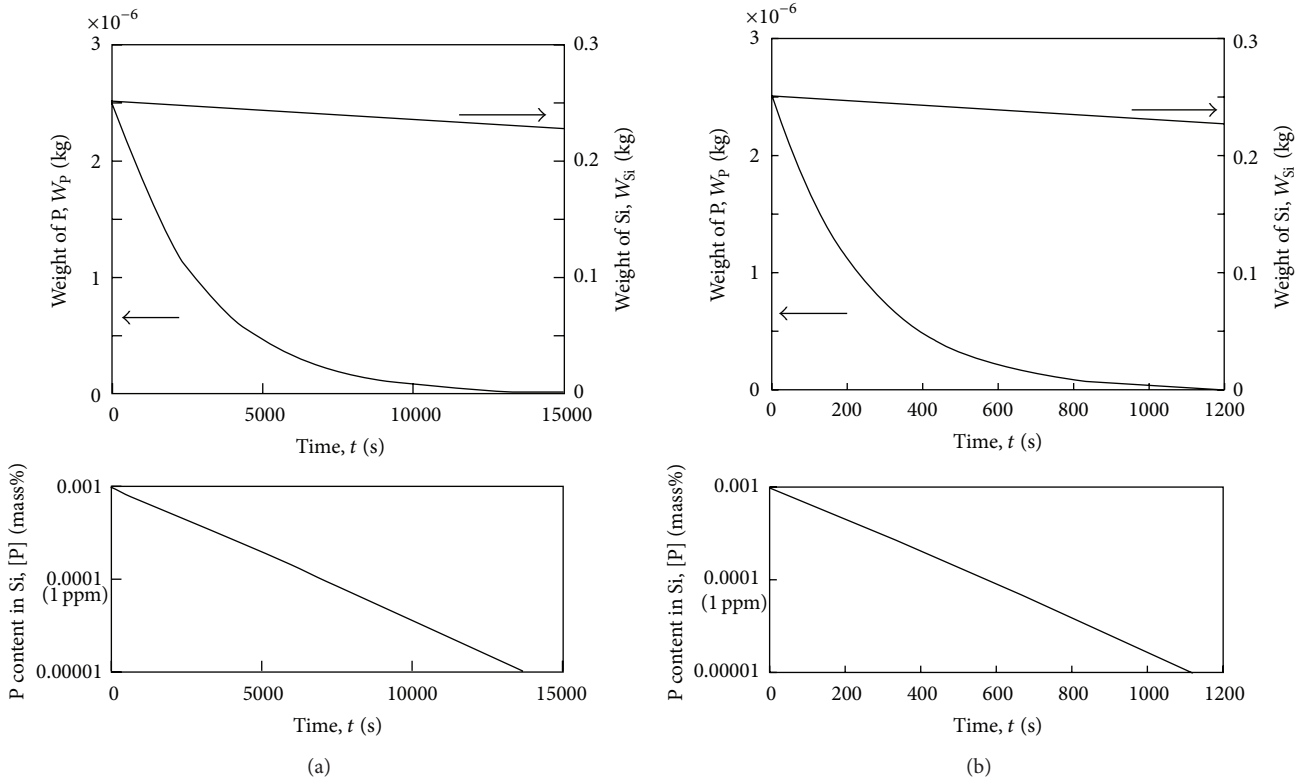 ×10⁻⁶
3
2
1
0
0.3
0.2
0.1
0
Weight of P, W_P (kg)
Weight of Si, W_Si (kg)
0 5000 10000 15000
Time, t (s)
0.001
0.0001
(1 ppm)
0.00001
P content in Si, [P] (mass%)
0 5000 10000 15000
Time, t (s)
(a)
×10⁻⁶
3
2
1
0
0.3
0.2
0.1
0
Weight of P, W_P (kg)
Weight of Si, W_Si (kg)
0 200 400 600 800 1000 1200
Time, t (s)
0.001
0.0001
(1 ppm)
0.00001
P content in Si, [P] (mass%)
0 200 400 600 800 1000 1200
Time, t (s)
(b)